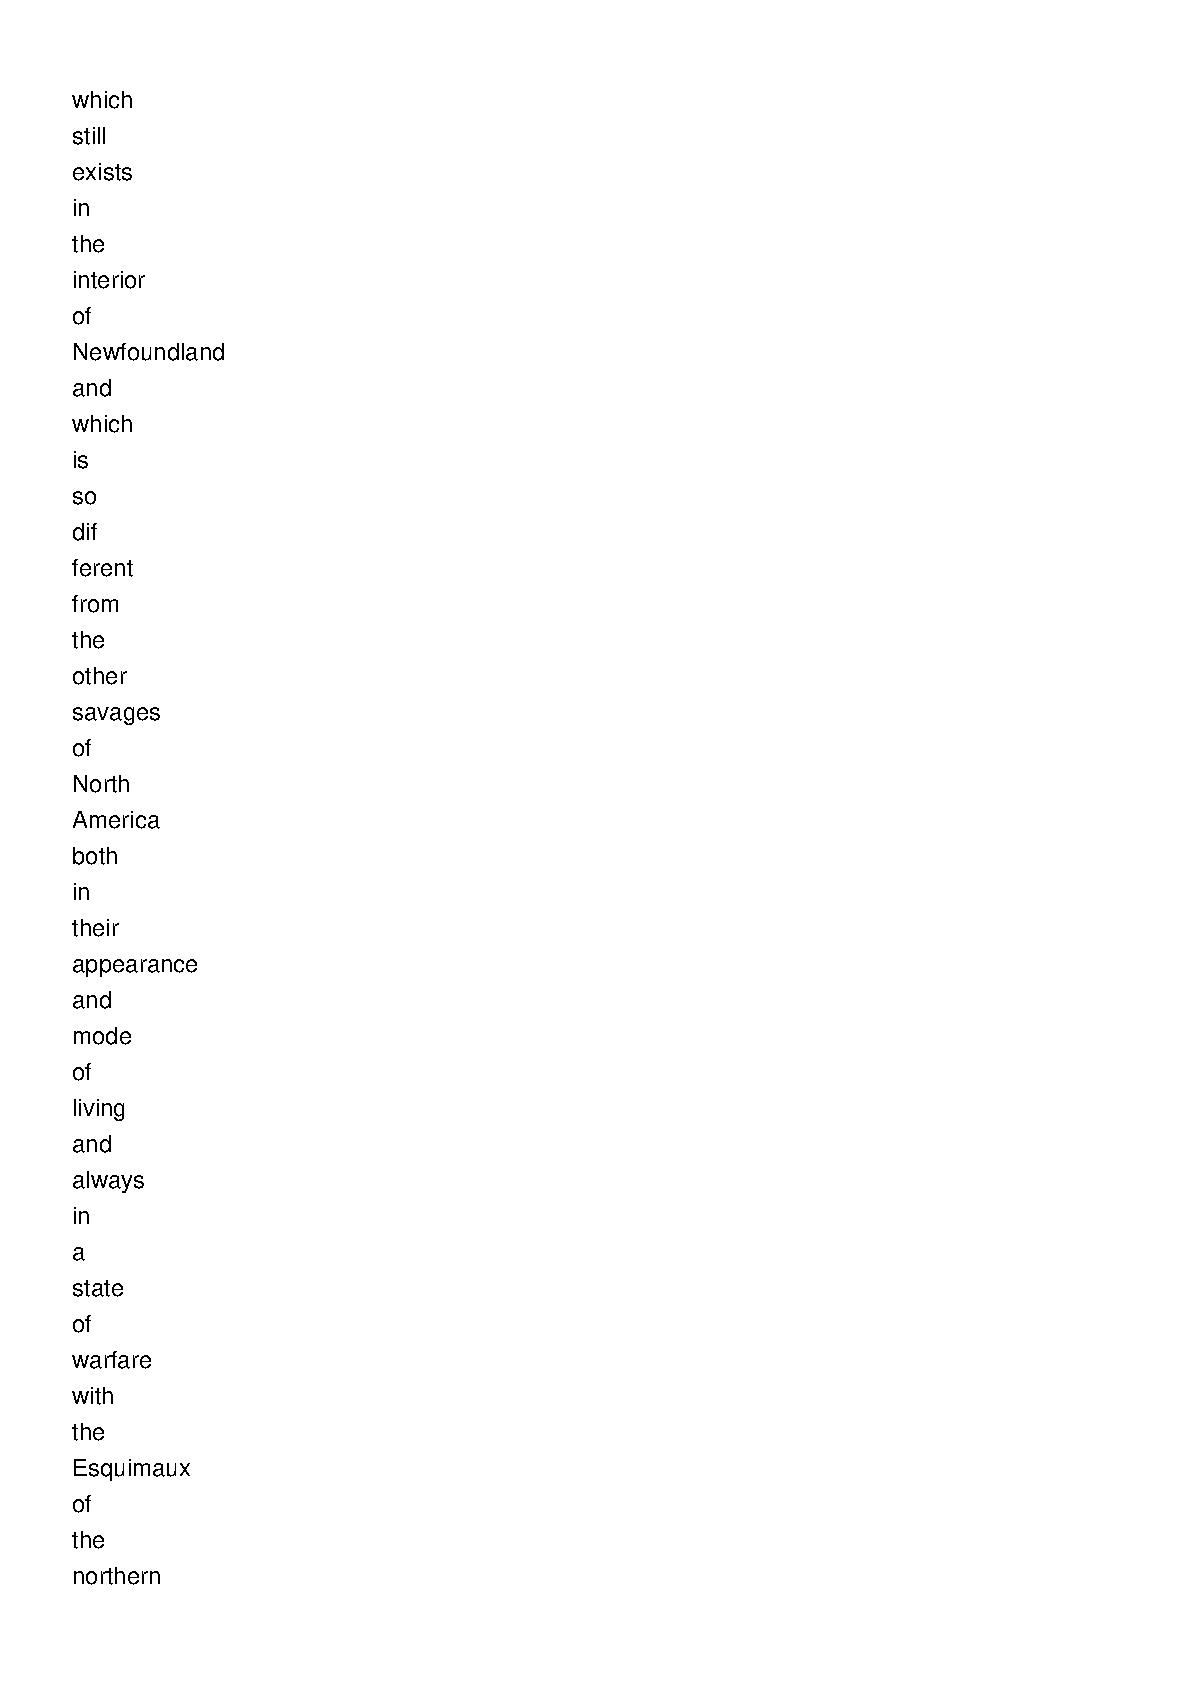 which
still
exists
in
the
interior
of
Newfoundland
and
which
is
so
dif
ferent
from
the
other
savages
of
North
America
both
in
their
appearance
and
mode
of
living
and
always
in
a
state
of
warfare
with
the
Esquimaux
of
the
northern